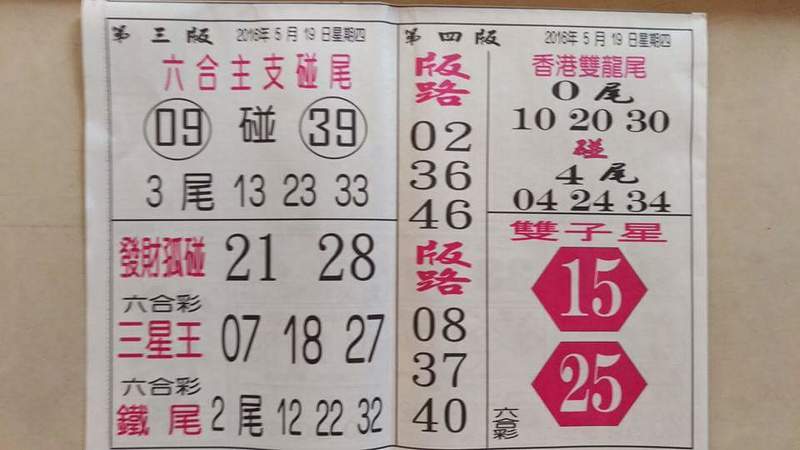 第三版 2016年5月19日星期四
六合主支碰尾
09 碰 39
3尾 13 23 33
發財孤碰 21 28
六合彩
三星王 07 18 27
六合彩
鐵尾 2尾 12 22 32
第四版 2016年5月19日星期四
版路
02
36
46
版路
08
37
40
香港雙龍尾
0尾
10 20 30
碰
4尾
04 24 34
雙子星
15
25
六合彩